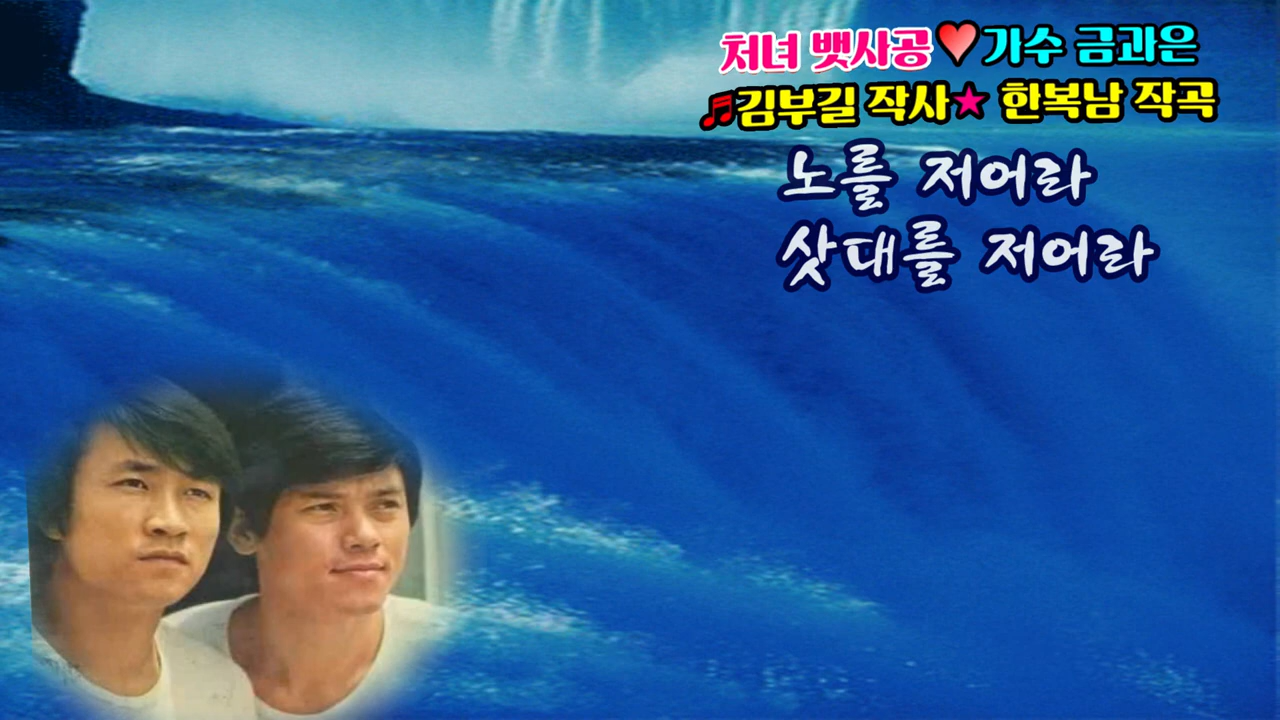 처녀 뱃사공♥가수 금과은
♬김부길 작사★ 한복남 작곡
노를 저어라
삿대를 저어라